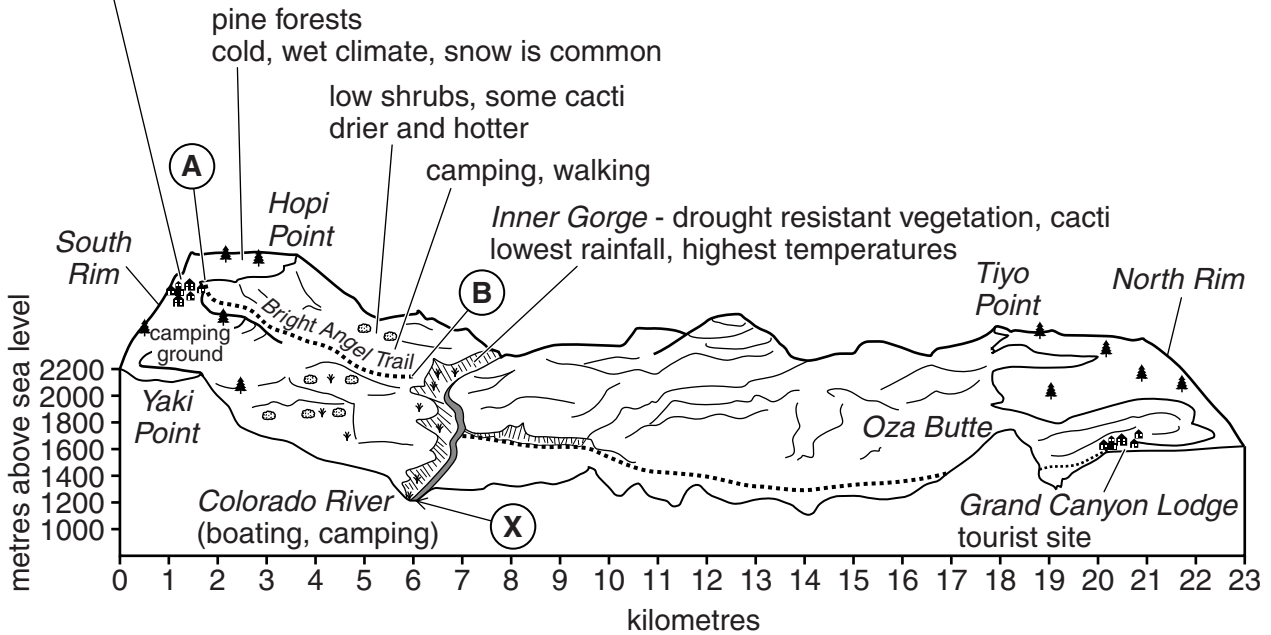 pine forests
cold, wet climate, snow is common
low shrubs, some cacti
drier and hotter
A
camping, walking
Hopi
Point
Inner Gorge - drought resistant vegetation, cacti
lowest rainfall, highest temperatures
South
Rim
B
Tiyo
Point
North Rim
Bright Angel Trail
camping
ground
metres above sea level
2200
2000
1800
1600
1400
1200
1000
Yaki
Point
Oza Butte
Colorado River
(boating, camping)
X
Grand Canyon Lodge
tourist site
0 1 2 3 4 5 6 7 8 9 10 11 12 13 14 15 16 17 18 19 20 21 22 23
kilometres